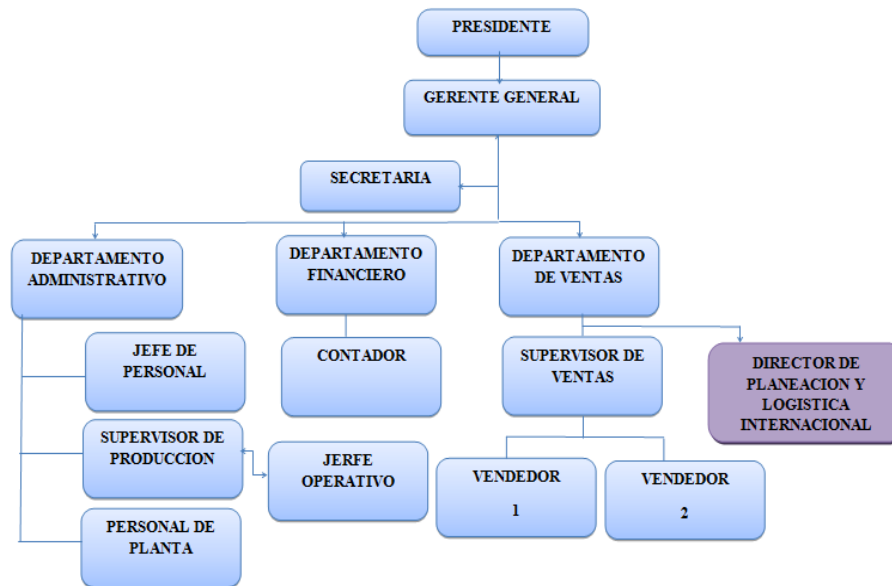 PRESIDENTE
GERENTE GENERAL
SECRETARIA
DEPARTAMENTO
ADMINISTRATIVO
DEPARTAMENTO
FINANCIERO
DEPARTAMENTO
DE VENTAS
JEFE DE
PERSONAL
CONTADOR
SUPERVISOR DE
VENTAS
DIRECTOR DE
PLANEACION Y
LOGISTICA
INTERNACIONAL
SUPERVISOR DE
PRODUCCION
JERFE
OPERATIVO
VENDEDOR
1
VENDEDOR
2
PERSONAL DE
PLANTA